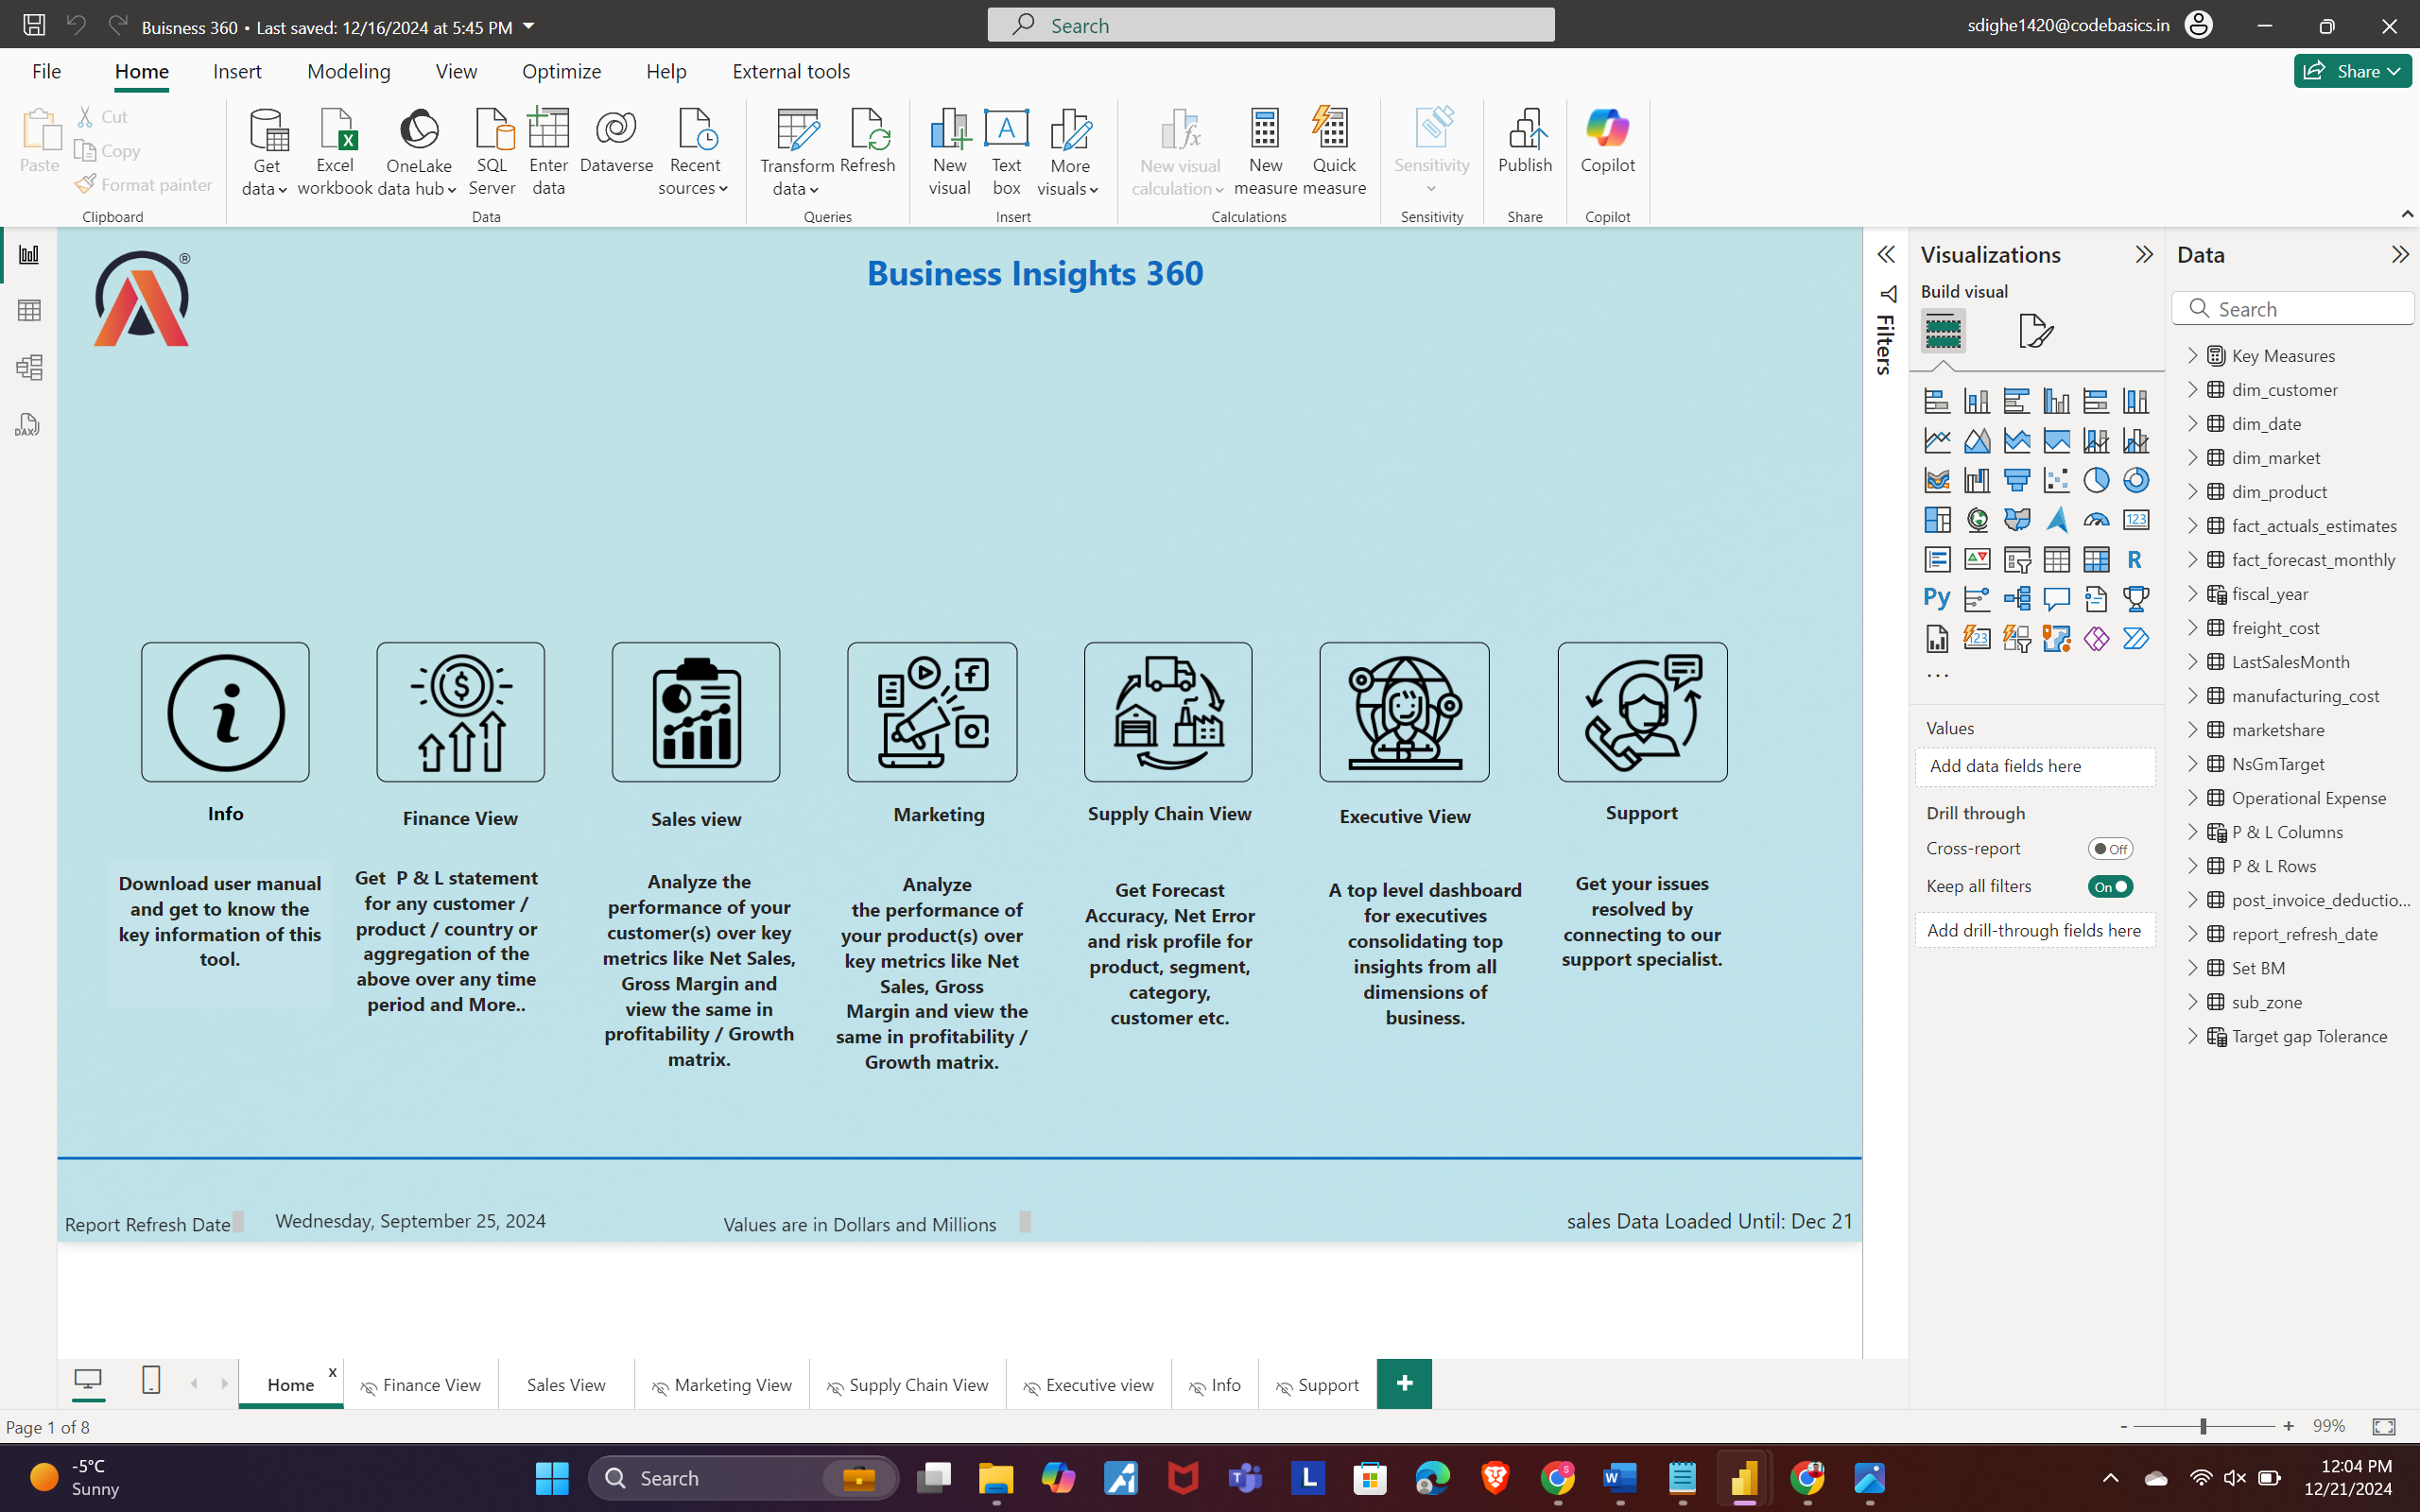 Buisness 360 • Last saved: 12/16/2024 at 5:45 PM
Search
sdighe1420@codebasics.in
File
Home
Insert
Modeling
View
Optimize
Help
External tools
Share
Paste
Cut
Copy
Format painter
Clipboard
Get
data
Excel
workbook
OneLake
data hub
SQL
Server
Enter
data
Dataverse
Recent
sources
Data
Transform
data
Refresh
Queries
New
visual
Text
box
More
visuals
Insert
New visual
calculation
New
measure
Quick
measure
Calculations
Sensitivity
Sensitivity
Publish
Share
Copilot
Copilot
DAX
®
Business Insights 360
Info
Finance View
Sales view
Marketing
Supply Chain View
Executive View
Support
Download user manual
and get to know the
key information of this
tool.
Get P & L statement
for any customer /
product / country or
aggregation of the
above over any time
period and More..
Analyze the
performance of your
customer(s) over key
metrics like Net Sales,
Gross Margin and
view the same in
profitability / Growth
matrix.
Analyze
the performance of
your product(s) over
key metrics like Net
Sales, Gross
Margin and view the
same in profitability /
Growth matrix.
Get Forecast
Accuracy, Net Error
and risk profile for
product, segment,
category,
customer etc.
A top level dashboard
for executives
consolidating top
insights from all
dimensions of
business.
Get your issues
resolved by
connecting to our
support specialist.
Report Refresh Date
Wednesday, September 25, 2024
Values are in Dollars and Millions
sales Data Loaded Until: Dec 21
Filters
Visualizations
Build visual
123
R
Py
123
...
Values
Add data fields here
Drill through
Cross-report
Off
Keep all filters
On
Add drill-through fields here
Data
Search
Key Measures
dim_customer
dim_date
dim_market
dim_product
fact_actuals_estimates
fact_forecast_monthly
fiscal_year
freight_cost
LastSalesMonth
manufacturing_cost
marketshare
NsGmTarget
Operational Expense
P & L Columns
P & L Rows
post_invoice_deductio...
report_refresh_date
Set BM
sub_zone
Target gap Tolerance
Home
x
Finance View
Sales View
Marketing View
Supply Chain View
Executive view
Info
Support
+
Page 1 of 8
- + 99%
-5°C
Sunny
Search
12:04 PM
12/21/2024